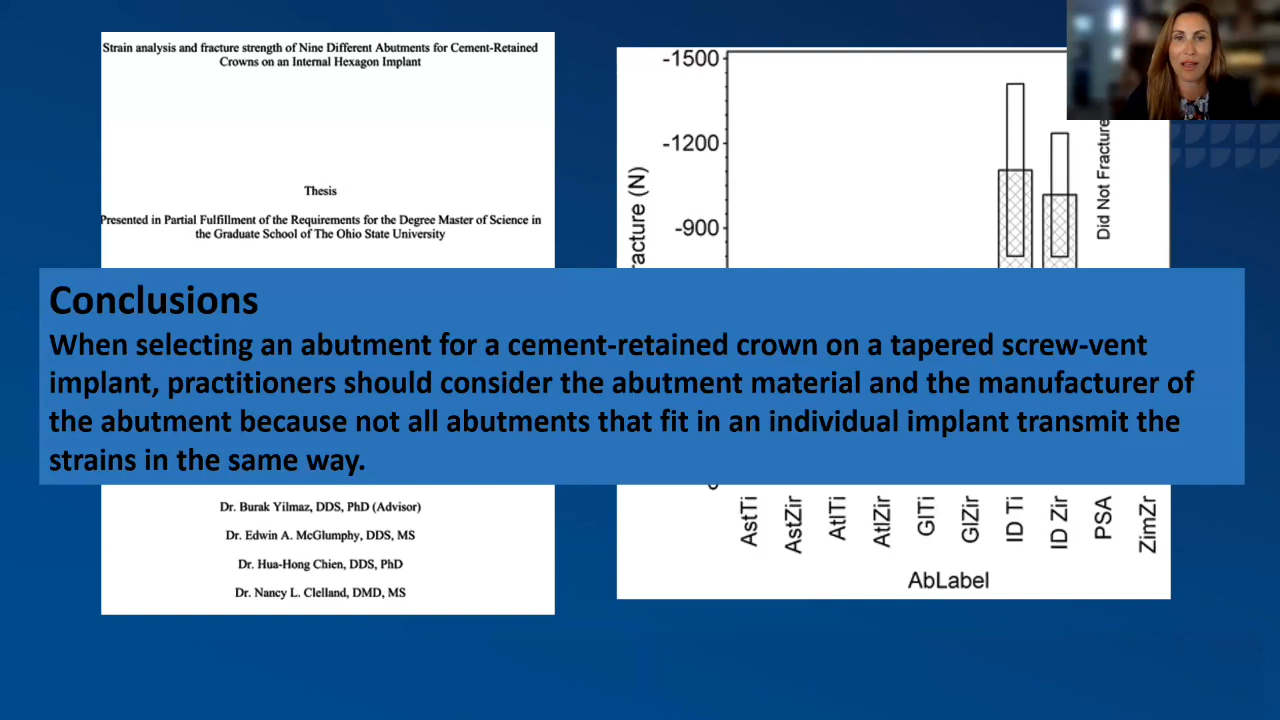 Strain analysis and fracture strength of Nine Different Abutments for Cement-Retained
Crowns on an Internal Hexagon Implant
Thesis
Presented in Partial Fulfillment of the Requirements for the Degree Master of Science in
the Graduate School of The Ohio State University
Conclusions
When selecting an abutment for a cement-retained crown on a tapered screw-vent
implant, practitioners should consider the abutment material and the manufacturer of
the abutment because not all abutments that fit in an individual implant transmit the
strains in the same way.
Dr. Burak Yilmaz, DDS, PhD (Advisor)
Dr. Edwin A. McGlumphy, DDS, MS
Dr. Hua-Hong Chien, DDS, PhD
Dr. Nancy L. Clelland, DMD, MS
-1500
-1200
-900
racture (N)
Did Not Fracture
AstTi
AstZir
AtlTi
AtlZir
GlTi
GlZir
ID Ti
ID Zir
PSA
ZimZr
AbLabel